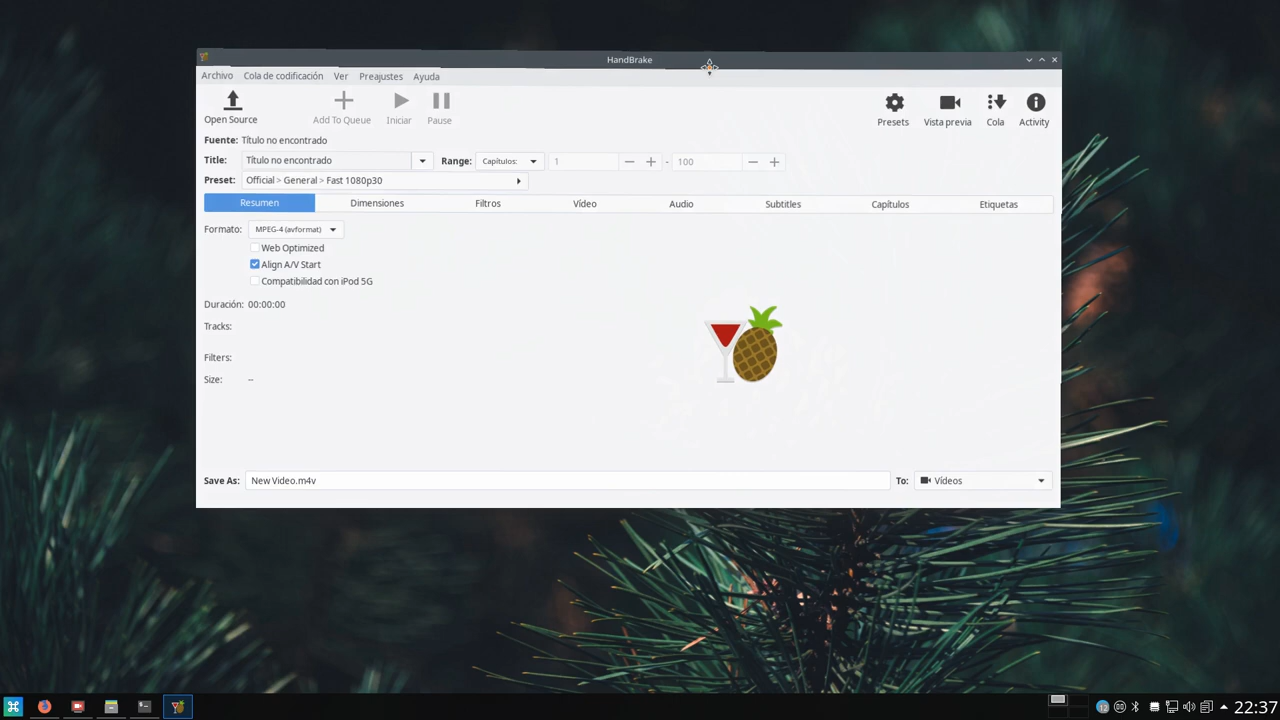 HandBrake
Archivo Cola de codificación Ver Preajustes Ayuda
Open Source Add To Queue Iniciar Pause Presets Vista previa Cola Activity
Fuente: Título no encontrado
Title: Título no encontrado Range: Capítulos: 1 - 100
Preset: Official > General > Fast 1080p30
Resumen Dimensiones Filtros Vídeo Audio Subtitles Capítulos Etiquetas
Formato: MPEG-4 (avformat)
Web Optimized
Align A/V Start
Compatibilidad con iPod 5G
Duración: 00:00:00
Tracks:
Filters:
Size: --
Save As: New Video.m4v To: Vídeos
12 22:37